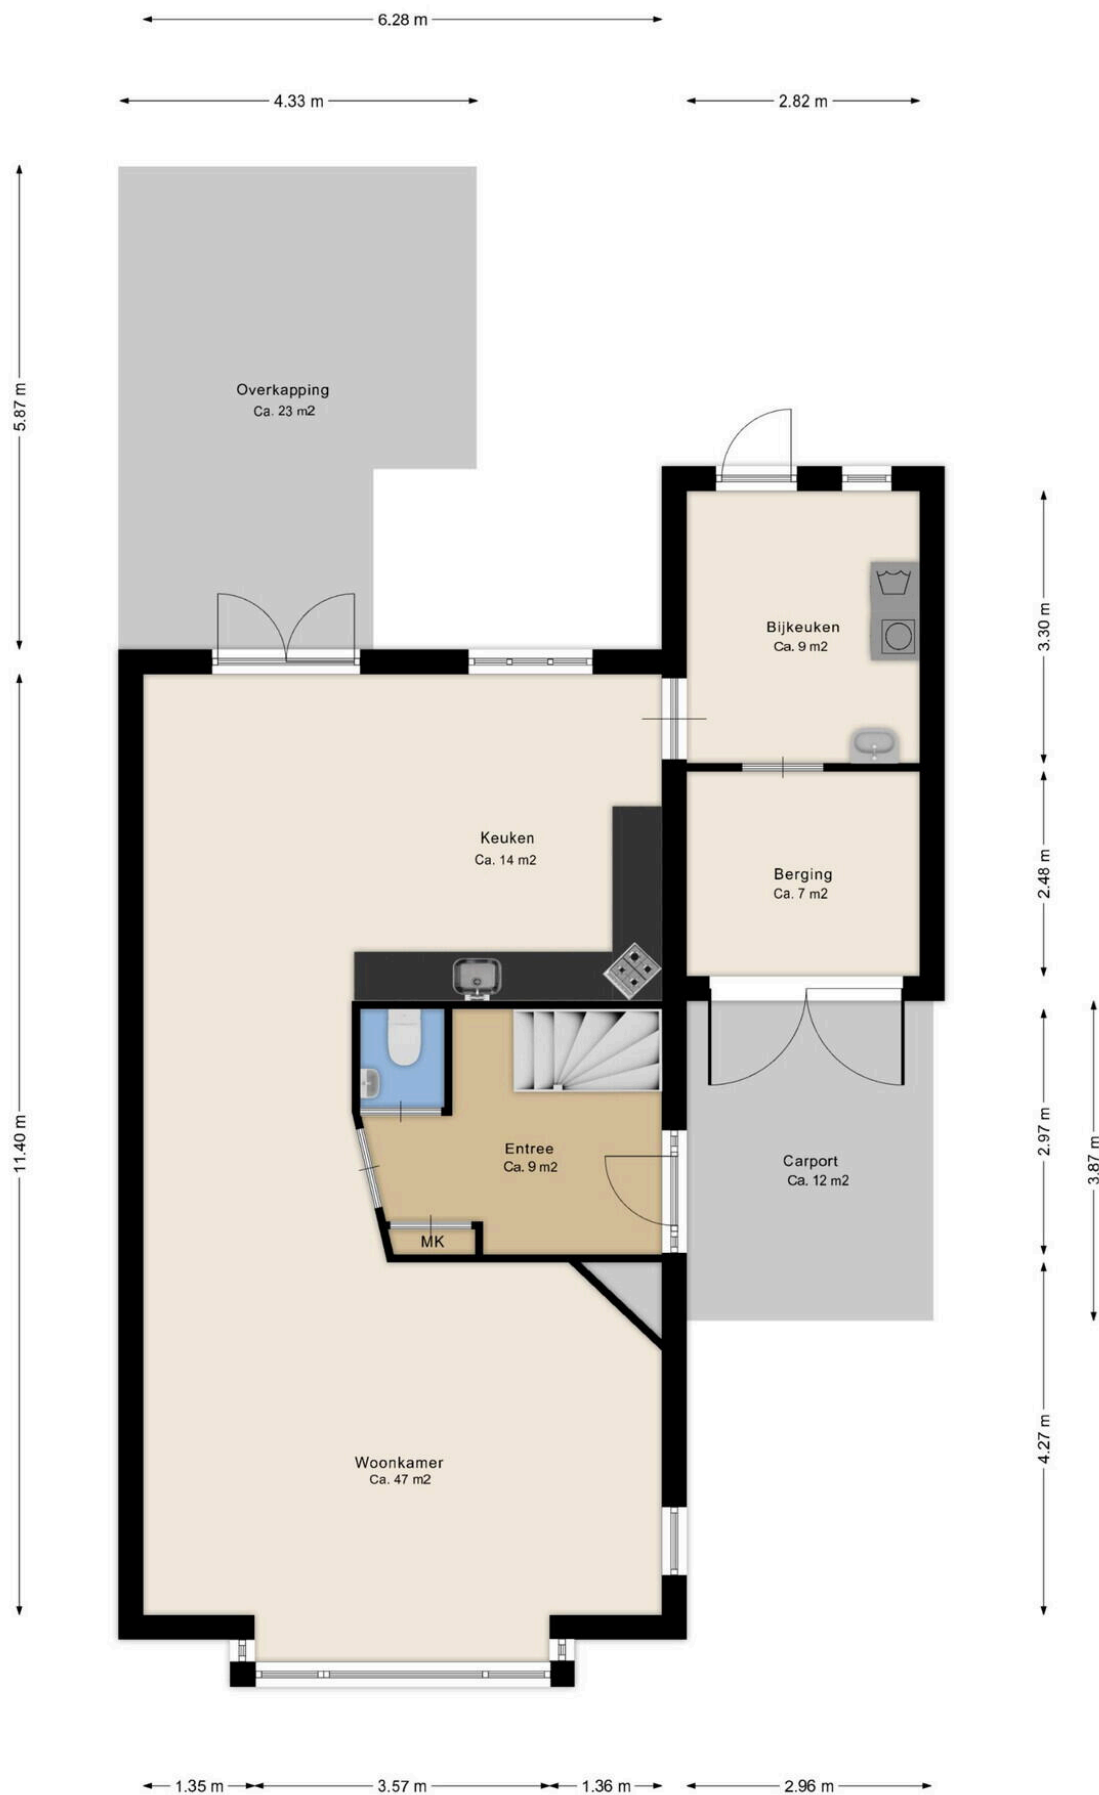 6.28 m
4.33 m
2.82 m
5.87 m
Overkapping
Ca. 23 m2
Bijkeuken
Ca. 9 m2
3.30 m
Keuken
Ca. 14 m2
Berging
Ca. 7 m2
2.48 m
11.40 m
Entree
Ca. 9 m2
MK
Carport
Ca. 12 m2
2.97 m
3.87 m
Woonkamer
Ca. 47 m2
4.27 m
1.35 m
3.57 m
1.36 m
2.96 m